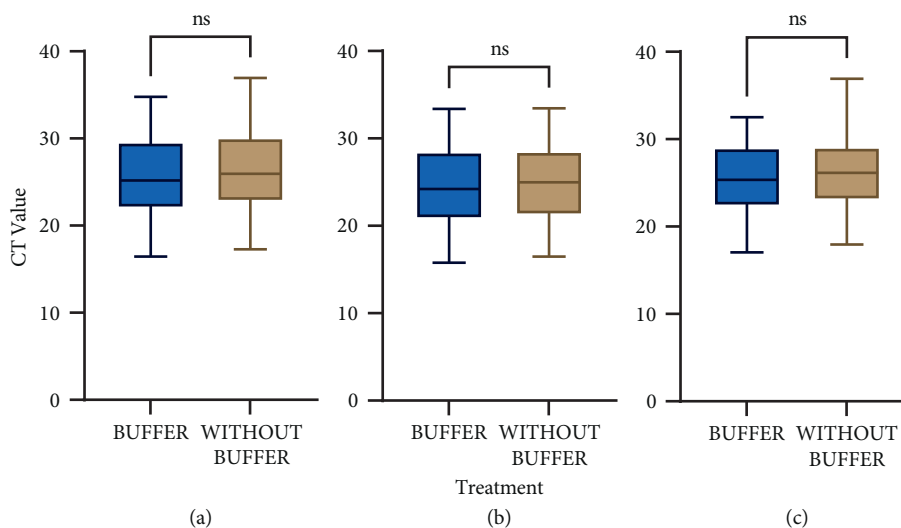 ns
40
30
20
10
0
BUFFER
WITHOUT
BUFFER
(a)
ns
40
30
20
10
0
BUFFER
WITHOUT
BUFFER
(b)
ns
40
30
20
10
0
BUFFER
WITHOUT
BUFFER
(c)
CT Value
Treatment